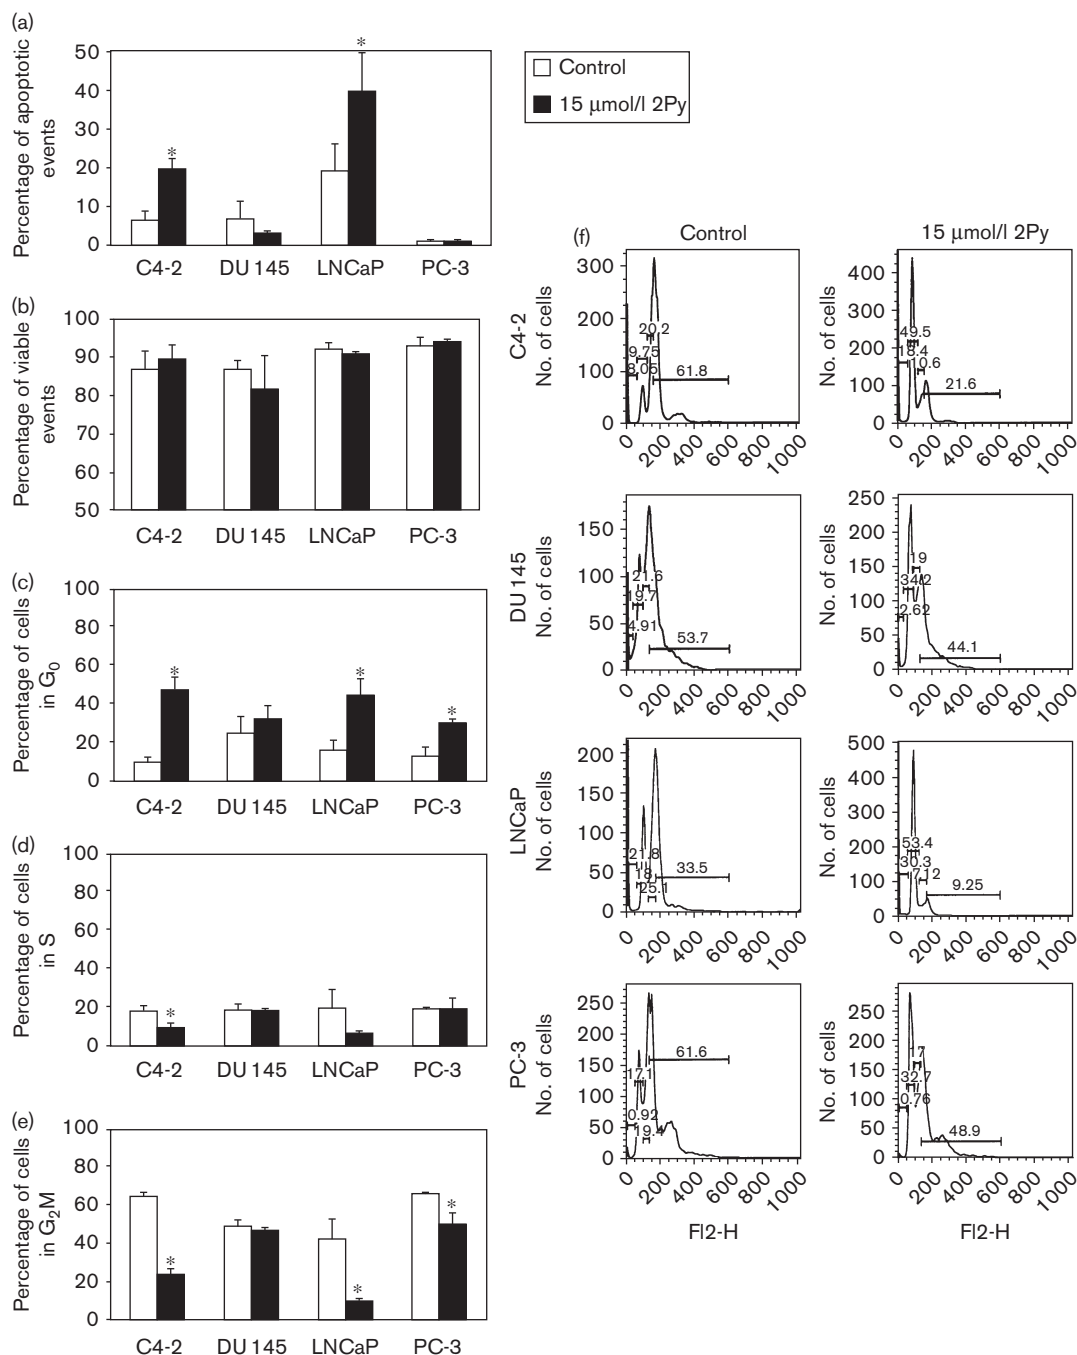 (a)
Percentage of apoptotic
events
50
40
30
20
10
0
*
*
C4-2 DU 145 LNCaP PC-3
Control
15 μmol/l 2Py
(b)
Percentage of viable
events
100
90
80
70
60
50
C4-2 DU 145 LNCaP PC-3
(c)
Percentage of cells
in G0
100
80
60
40
20
0
* * *
C4-2 DU 145 LNCaP PC-3
(d)
Percentage of cells
in S
100
80
60
40
20
0
*
C4-2 DU 145 LNCaP PC-3
(e)
Percentage of cells
in G2M
100
80
60
40
20
0
* * *
C4-2 DU 145 LNCaP PC-3
(f)
Control 15 μmol/l 2Py
C4-2
No. of cells
300
200
100
0
20.2
9.75
8.05
61.8
0 200 400 600 800 1000
No. of cells
400
300
200
100
0
49.5
18.4
10.6
21.6
0 200 400 600 800 1000
DU 145
No. of cells
150
100
50
0
21.6
19.7
4.91
53.7
0 200 400 600 800 1000
No. of cells
250
200
150
100
50
0
19
34.2
2.62
44.1
0 200 400 600 800 1000
LNCaP
No. of cells
200
150
100
50
0
21.8
18
25.1
33.5
0 200 400 600 800 1000
No. of cells
500
400
300
200
100
0
53.4
30.3
7.12
9.25
0 200 400 600 800 1000
PC-3
No. of cells
250
200
150
100
50
0
61.6
17.1
0.92
19.4
0 200 400 600 800 1000
Fl2-H
No. of cells
250
200
150
100
50
0
17
32.7
0.76
48.9
0 200 400 600 800 1000
Fl2-H